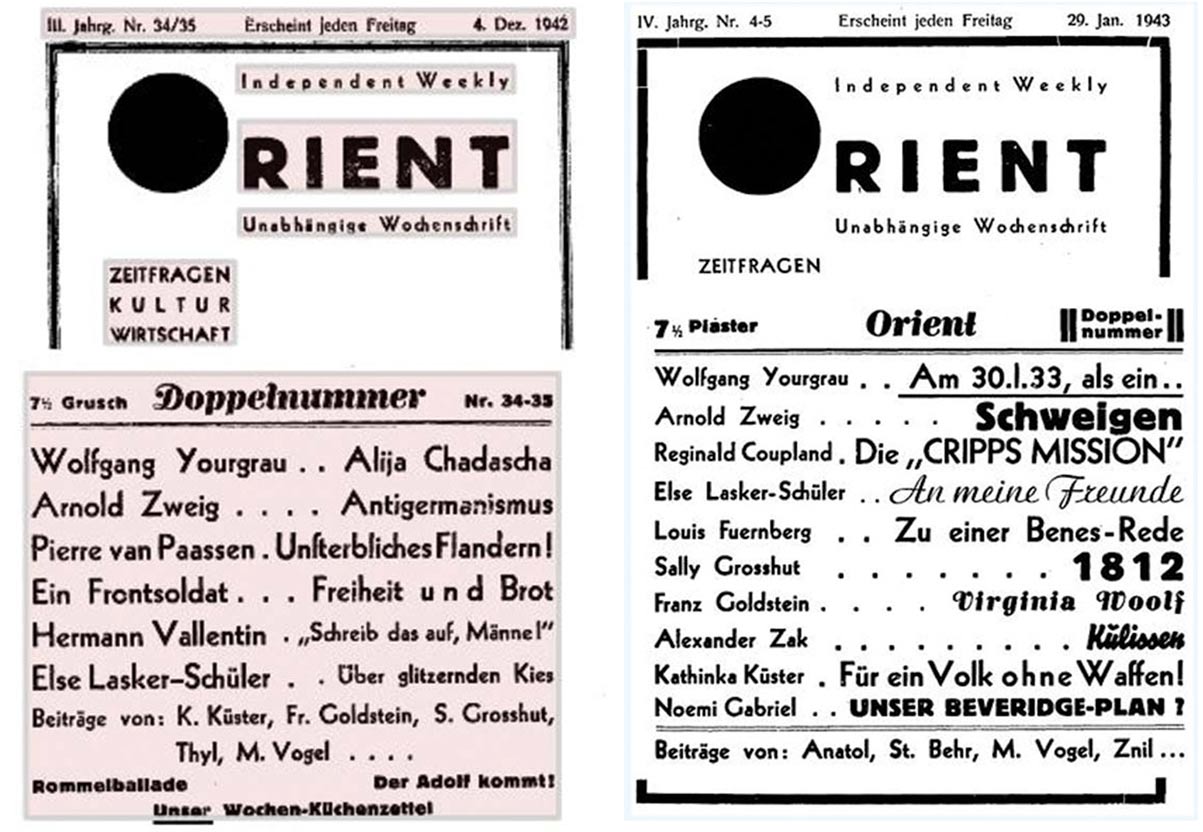 III. Jahrg. Nr. 34/35 Erscheint jeden Freitag 4. Dez. 1942
Independent Weekly
ORIENT
Unabhängige Wochenschrift
ZEITFRAGEN
KULTUR
WIRTSCHAFT
7½ Grusch Doppelnummer Nr. 34-35
Wolfgang Yourgrau . . Alija Chadascha
Arnold Zweig . . . . Antigermanismus
Pierre van Paassen . Unſterbliches Flandern!
Ein Frontsoldat . . . Freiheit und Brot
Hermann Vallentin . „Schreib das auf, Männe!"
Else Lasker-Schüler . . Über glitzernden Kies
Beiträge von: K. Küster, Fr. Goldstein, S. Grosshut,
Thyl, M. Vogel . . . .
Rommelballade Der Adolf kommt!
Unser Wochen-Küchenzettel
IV. Jahrg. Nr. 4-5 Erscheint jeden Freitag 29. Jan. 1943
Independent Weekly
ORIENT
Unabhängige Wochenschrift
ZEITFRAGEN
7½ Piaster Orient Doppel-
nummer
Wolfgang Yourgrau . . Am 30.I.33, als ein . .
Arnold Zweig . . . . . Schweigen
Reginald Coupland . Die „CRIPPS MISSION"
Else Lasker-Schüler . . An meine Freunde
Louis Fuernberg . . Zu einer Benes-Rede
Sally Grosshut . . . . . . . 1812
Franz Goldstein . . . . Virginia Woolf
Alexander Zak . . . . . . . . . Kulissen
Kathinka Küster . Für ein Volk ohne Waffen!
Noemi Gabriel . . UNSER BEVERIDGE-PLAN ?
Beiträge von: Anatol, St. Behr, M. Vogel, Znil ...